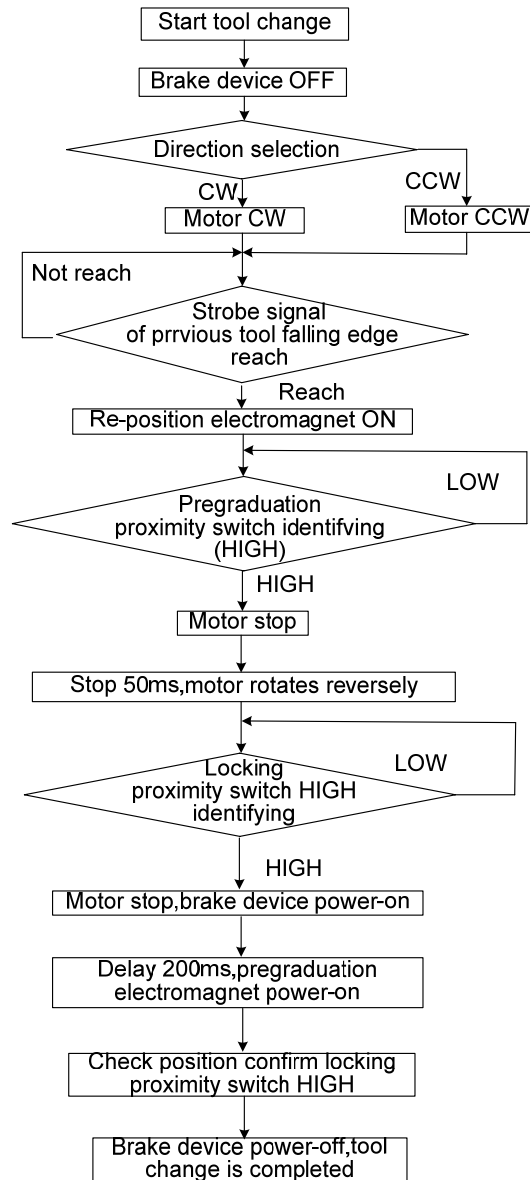 Start tool change
Brake device OFF
Direction selection
CW
CCW
Motor CW
Motor CCW
Not reach
Strobe signal
of prrvious tool falling edge
reach
Reach
Re-position electromagnet ON
LOW
Pregraduation
proximity switch identifving
(HIGH)
HIGH
Motor stop
Stop 50ms,motor rotates reversely
Locking
proximity switch HIGH
identifying
LOW
HIGH
Motor stop,brake device power-on
Delay 200ms,pregraduation
electromagnet power-on
Check position confirm locking
proximity switch HIGH
Brake device power-off,tool
change is completed